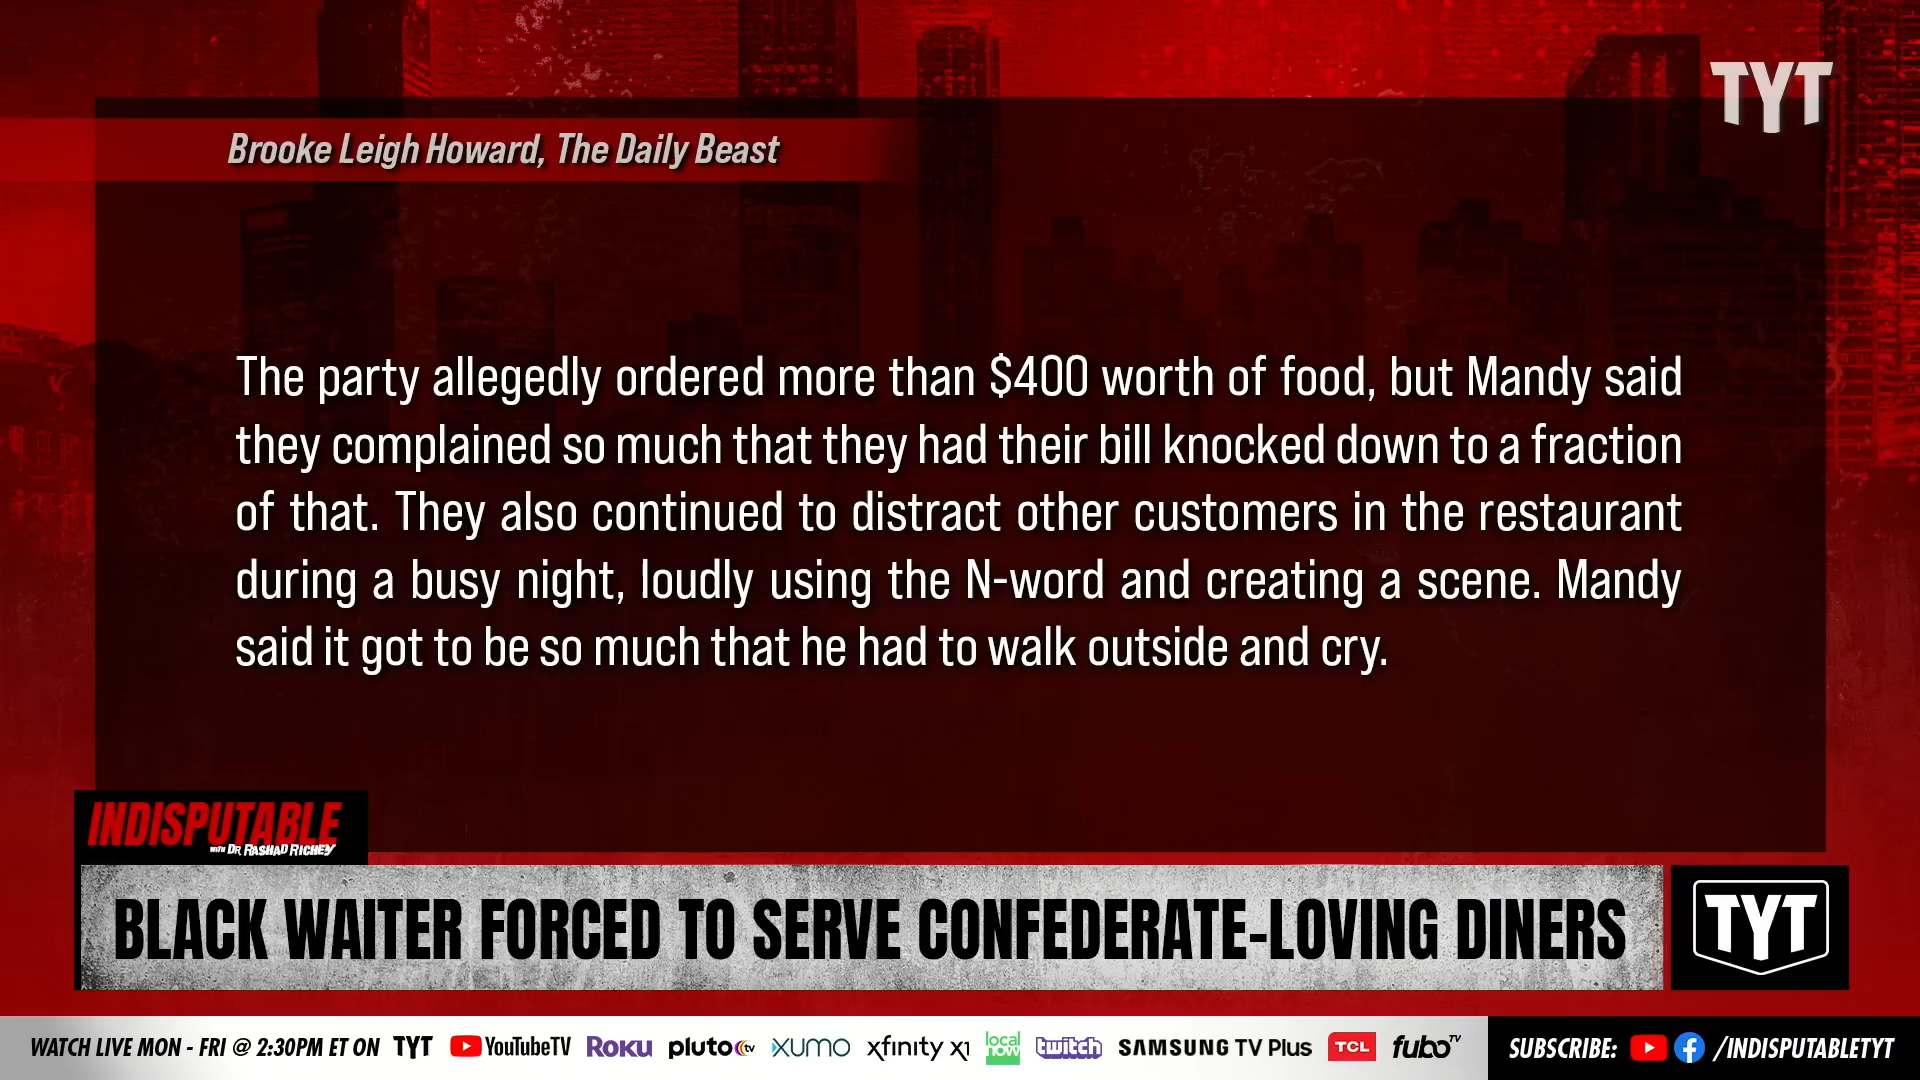 TYT
Brooke Leigh Howard, The Daily Beast
The party allegedly ordered more than $400 worth of food, but Mandy said
they complained so much that they had their bill knocked down to a fraction
of that. They also continued to distract other customers in the restaurant
during a busy night, loudly using the N-word and creating a scene. Mandy
said it got to be so much that he had to walk outside and cry.
INDISPUTABLE
WITH DR. RASHAD RICHEY
BLACK WAITER FORCED TO SERVE CONFEDERATE-LOVING DINERS
TYT
WATCH LIVE MON - FRI @ 2:30PM ET ON TYT YouTubeTV Roku pluto tv xumo xfinity x1 local now twitch SAMSUNG TV Plus TCL fubo TV SUBSCRIBE: /INDISPUTABLETYT